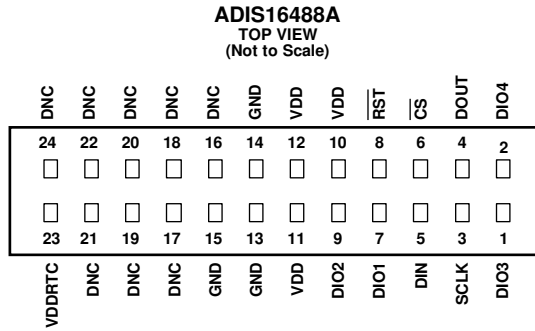 ADIS16488A
TOP VIEW
(Not to Scale)
DNC DNC DNC DNC DNC GND VDD VDD RST CS DOUT DIO4
24 22 20 18 16 14 12 10 8 6 4 2
23 21 19 17 15 13 11 9 7 5 3 1
VDDRTC DNC DNC DNC GND GND VDD DIO2 DIO1 DIN SCLK DIO3